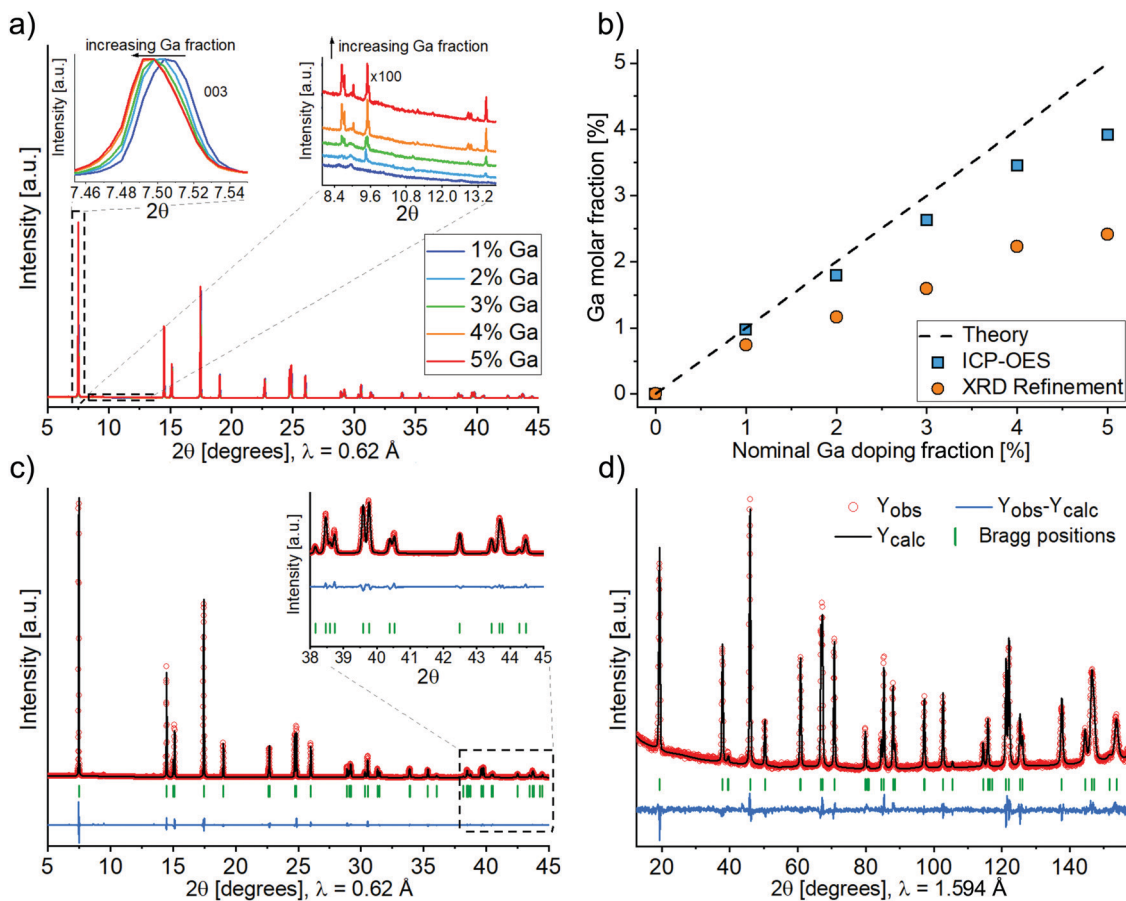 a)
increasing Ga fraction
003
Intensity [a.u.]
7.46 7.48 7.50 7.52 7.54
2θ
increasing Ga fraction
x100
Intensity [a.u.]
8.4 9.6 10.8 12.0 13.2
2θ
Intensity [a.u.]
1% Ga
2% Ga
3% Ga
4% Ga
5% Ga
5 10 15 20 25 30 35 40 45
2θ [degrees], λ = 0.62 Å
b)
Ga molar fraction [%]
5
4
3
2
1
0
Theory
ICP-OES
XRD Refinement
0 1 2 3 4 5
Nominal Ga doping fraction [%]
c)
Intensity [a.u.]
Intensity [a.u.]
38 39 40 41 42 43 44 45
2θ
5 10 15 20 25 30 35 40 45
2θ [degrees], λ = 0.62 Å
d)
Yobs Yobs-Ycalc
Ycalc Bragg positions
Intensity [a.u.]
20 40 60 80 100 120 140
2θ [degrees], λ = 1.594 Å